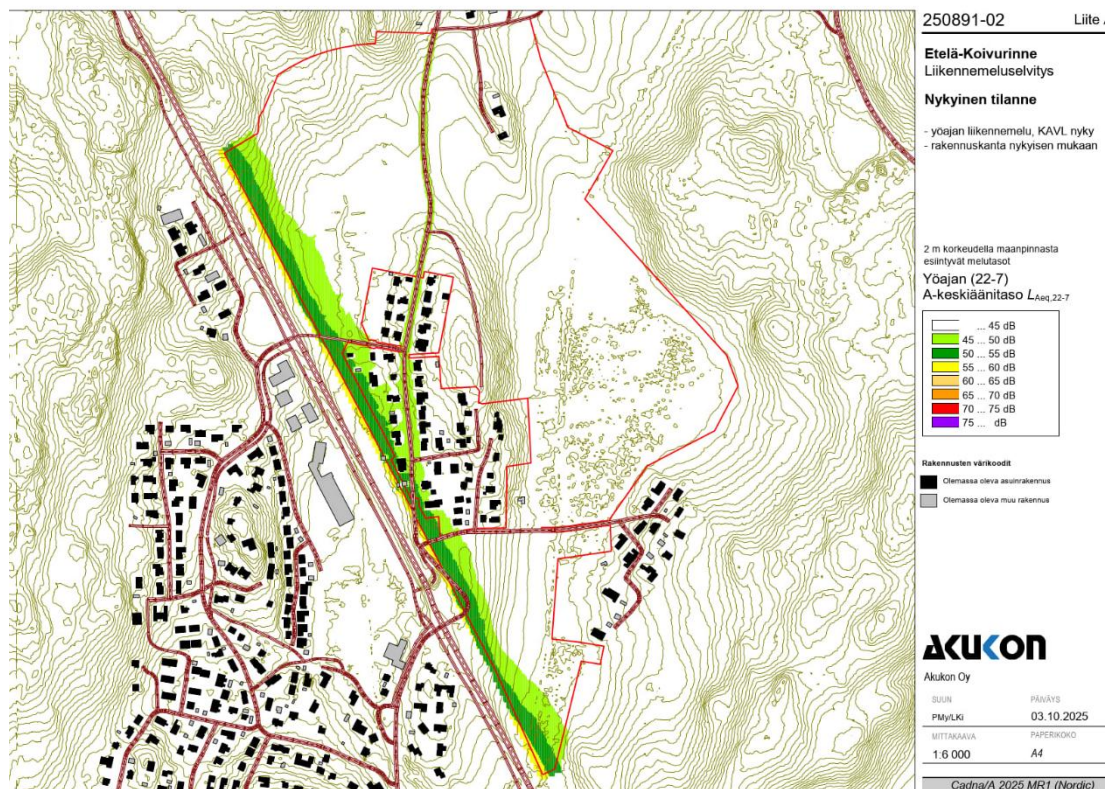 250891-02 Liite
Etelä-Koivurinne
Liikennemeluselvitys
Nykyinen tilanne
- yöajan liikennemelu, KAVL nyky
- rakennuskanta nykyisen mukaan
2 m korkeudella maanpinnasta
esiintyvät melutasot
Yöajan (22-7)
A-keskiäänitaso LAeq,22-7
... 45 dB
45 ... 50 dB
50 ... 55 dB
55 ... 60 dB
60 ... 65 dB
65 ... 70 dB
70 ... 75 dB
75 ... dB
Rakennusten värikoodit
Olemassa oleva asuinrakennus
Olemassa oleva muu rakennus
AKUKON
Akukon Oy
SUUN PÄIVÄYS
PMy/LKi 03.10.2025
MITTAKAAVA PAPERIKOKO
1:6 000 A4
Cadna/A 2025 MR1 (Nordic)